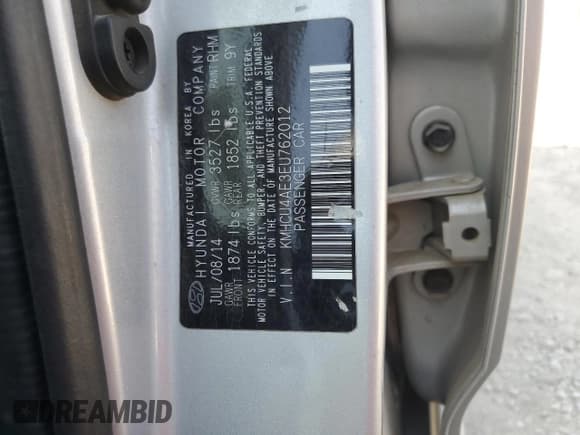 MANUFACTURED IN KOREA BY
HYUNDAI MOTOR COMPANY
JUL/08/14 GVWR 3527 lbs PAINT RHM
GAWR FRONT 1874 lbs GAWR REAR 1852 lbs TRIM 9Y
THIS VEHICLE CONFORMS TO ALL APPLICABLE U.S.A. FEDERAL
MOTOR VEHICLE SAFETY, BUMPER, AND THEFT PREVENTION STANDARDS
IN EFFECT ON THE DATE OF MANUFACTURE SHOWN ABOVE
V.I.N KMHCU4AE3EU762012
PASSENGER CAR
DREAMBID